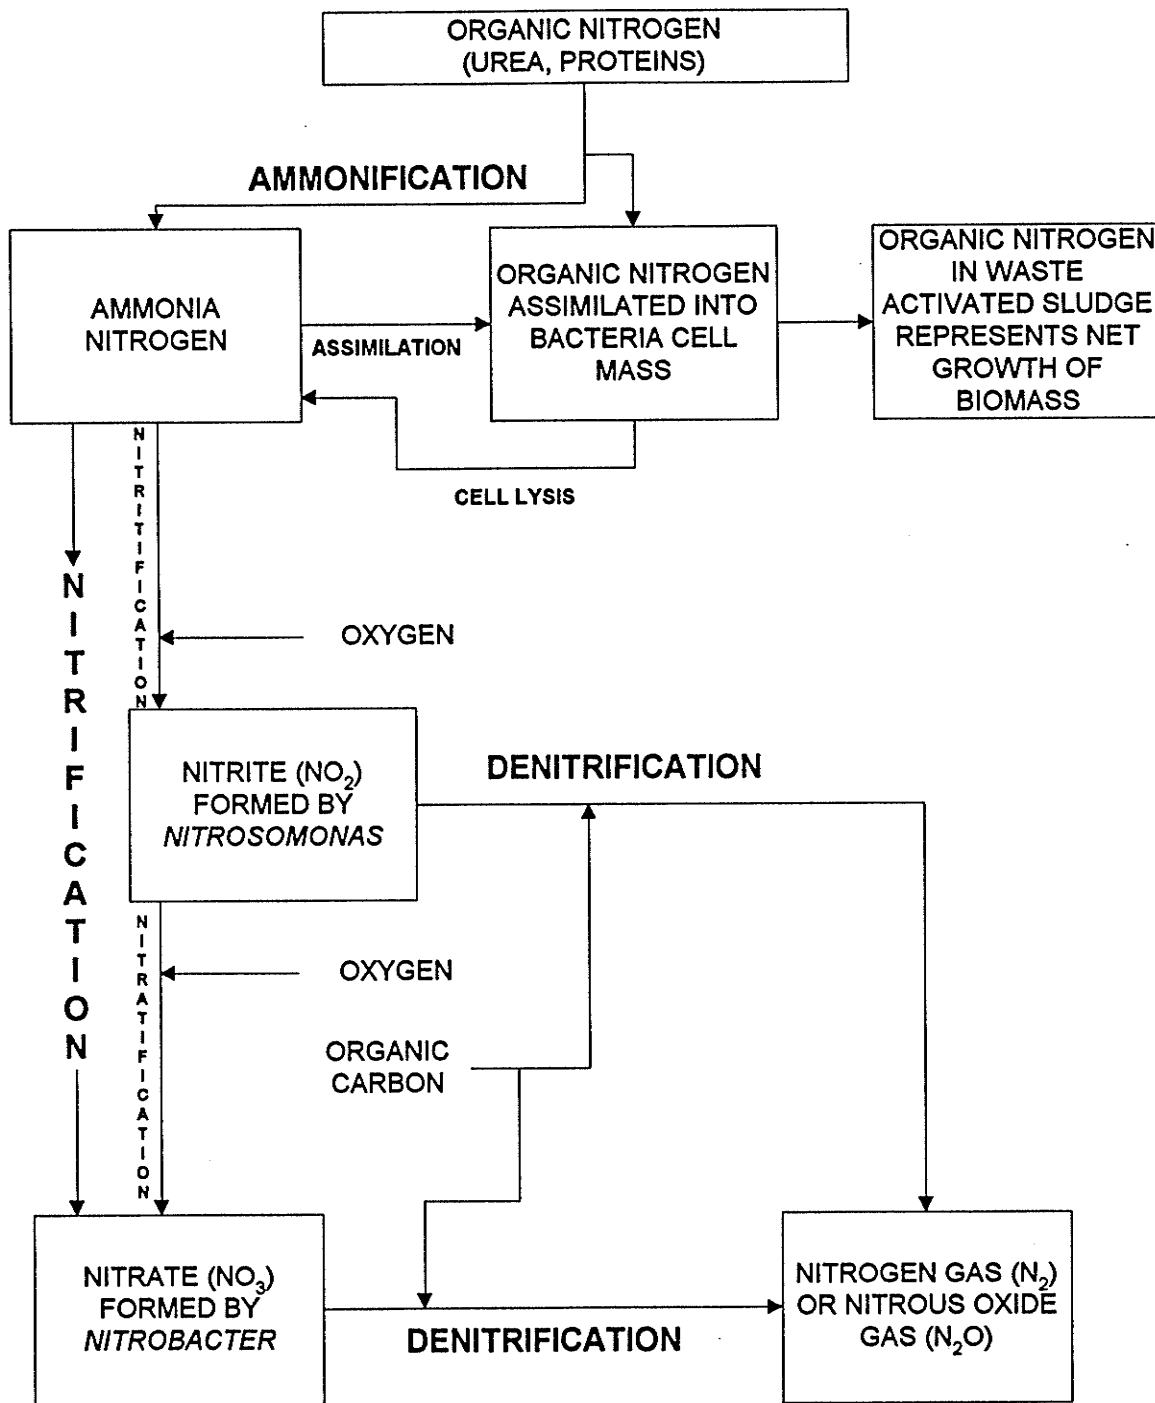 ORGANIC NITROGEN
(UREA, PROTEINS)
AMMONIFICATION
AMMONIA
NITROGEN
ASSIMILATION
ORGANIC NITROGEN
ASSIMILATED INTO
BACTERIA CELL
MASS
ORGANIC NITROGEN
IN WASTE
ACTIVATED SLUDGE
REPRESENTS NET
GROWTH OF
BIOMASS
CELL LYSIS
NITRIFICATION
NITRITIFICATION
OXYGEN
NITRITE (NO₂)
FORMED BY
NITROSOMONAS
DENITRIFICATION
NITRATIFICATION
OXYGEN
ORGANIC
CARBON
NITRATE (NO₃)
FORMED BY
NITROBACTER
DENITRIFICATION
NITROGEN GAS (N₂)
OR NITROUS OXIDE
GAS (N₂O)